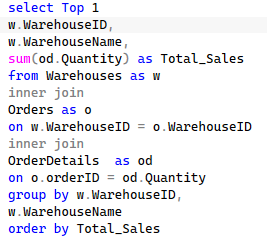 select Top 1
w.WarehouseID,
w.WarehouseName,
sum(od.Quantity) as Total_Sales
from Warehouses as w
inner join
Orders as o
on w.WarehouseID = o.WarehouseID
inner join
OrderDetails  as od
on o.orderID = od.Quantity
group by w.WarehouseID,
w.WarehouseName
order by Total_Sales